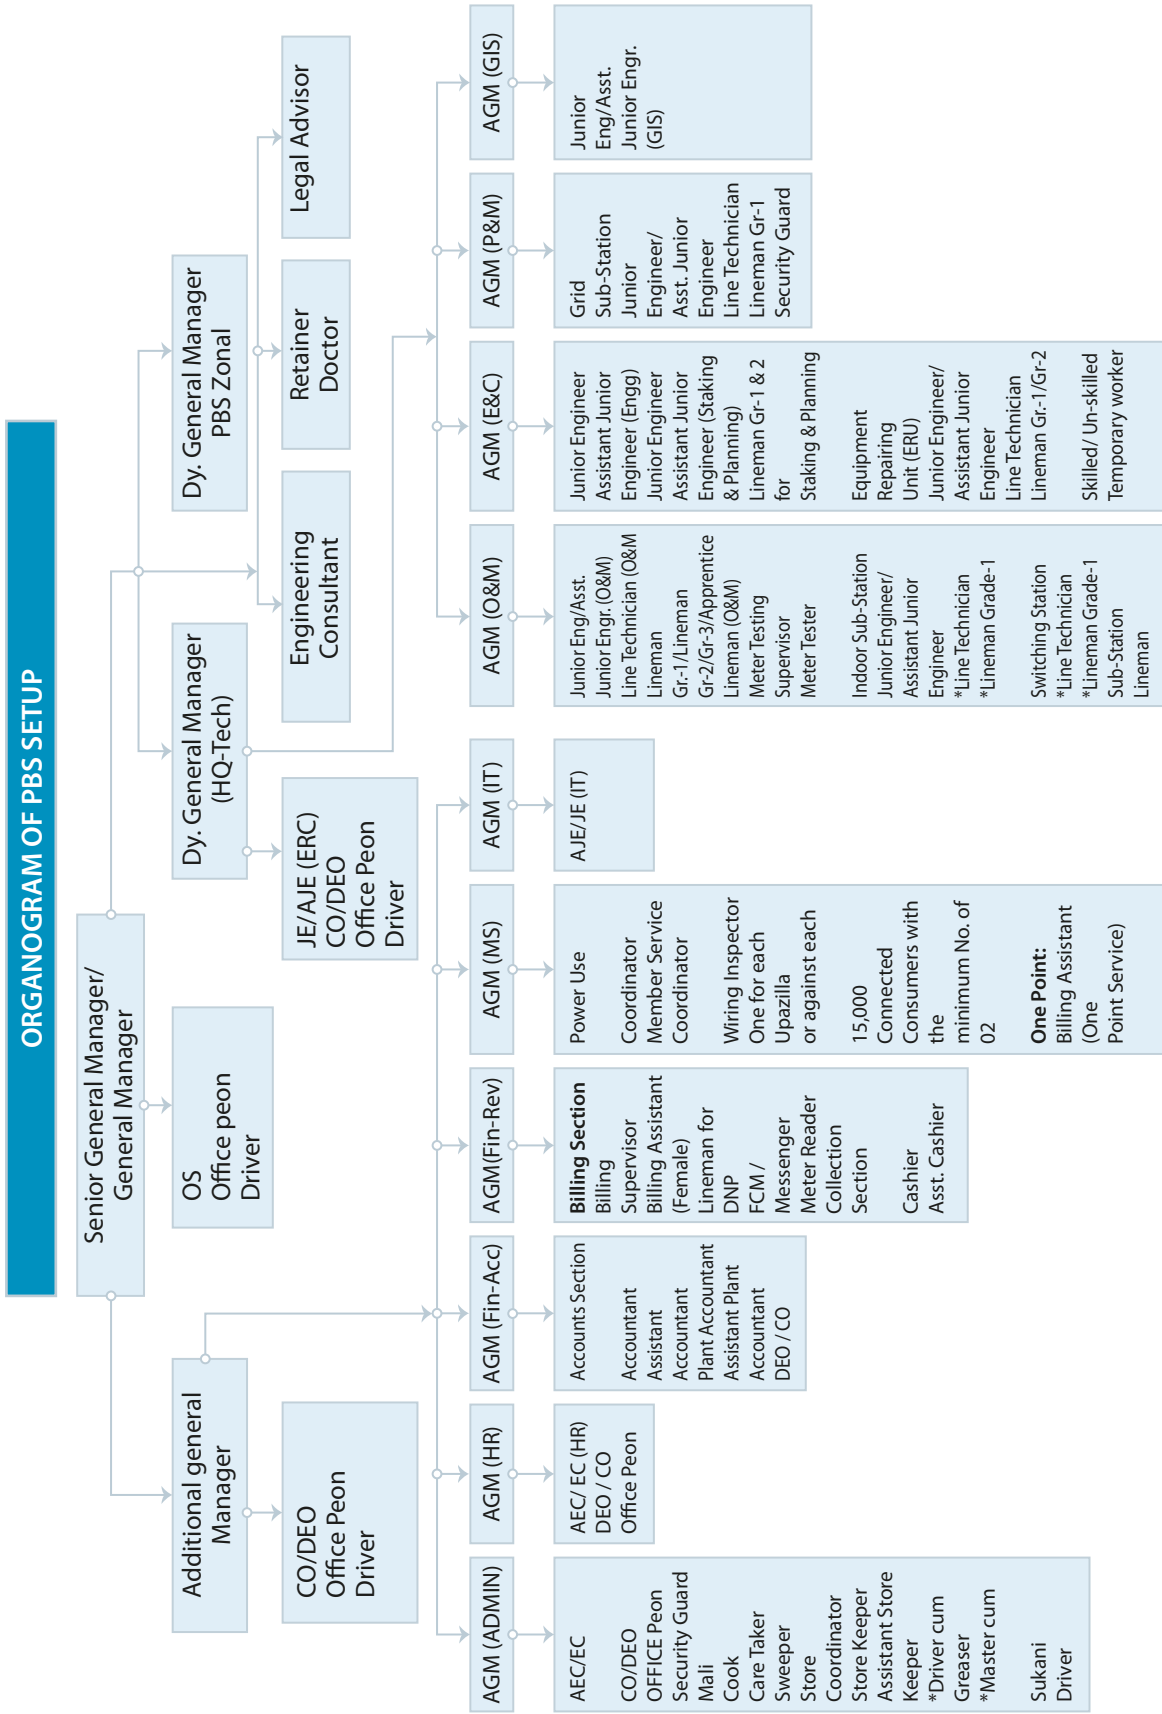 ORGANOGRAM OF PBS SETUP
Senior General Manager/
General Manager
OS
Office peon
Driver
Additional general
Manager
CO/DEO
Office Peon
Driver
Dy. General Manager
(HQ-Tech)
JE/AJE (ERC)
CO/DEO
Office Peon
Driver
Dy. General Manager
PBS Zonal
Engineering
Consultant
Retainer
Doctor
Legal Advisor
AGM (ADMIN)
AEC/EC
CO/DEO
OFFICE Peon
Security Guard
Mali
Cook
Care Taker
Sweeper
Store
Coordinator
Store Keeper
Assistant Store
Keeper
*Driver cum
Greaser
*Master cum
Sukani
Driver
AGM (HR)
AEC/ EC (HR)
DEO / CO
Office Peon
AGM (Fin-Acc)
Accounts Section
Accountant
Assistant
Accountant
Plant Accountant
Assistant Plant
Accountant
DEO / CO
AGM(Fin-Rev)
Billing Section
Billing
Supervisor
Billing Assistant
(Female)
Lineman for
DNP
FCM /
Messenger
Meter Reader
Collection
Section
Cashier
Asst. Cashier
AGM (MS)
Power Use
Coordinator
Member Service
Coordinator
Wiring Inspector
One for each
Upazilla
or against each
15,000
Connected
Consumers with
the
minimum No. of
02
One Point:
Billing Assistant
(One
Point Service)
AGM (IT)
AJE/JE (IT)
AGM (O&M)
Junior Eng/Asst.
Junior Engr. (O&M)
Line Technician (O&M
Lineman
Gr.-1/Lineman
Gr-2/Gr-3/Apprentice
Lineman (O&M)
Meter Testing
Supervisor
Meter Tester
Indoor Sub-Station
Junior Engineer/
Assistant Junior
Engineer
*Line Technician
*Lineman Grade-1
Switching Station
*Line Technician
*Lineman Grade-1
Sub-Station
Lineman
AGM (E&C)
Junior Engineer
Assistant Junior
Engineer (Engg)
Junior Engineer
Assistant Junior
Engineer (Staking
& Planning)
Lineman Gr-1 & 2
for
Staking & Planning
Equipment
Repairing
Unit (ERU)
Junior Engineer/
Assistant Junior
Engineer
Line Technician
Lineman Gr.-1/Gr-2
Skilled/ Un-skilled
Temporary worker
AGM (P&M)
Grid
Sub-Station
Junior
Engineer/
Asst. Junior
Engineer
Line Technician
Lineman Gr-1
Security Guard
AGM (GIS)
Junior
Eng/Asst.
Junior Engr.
(GIS)